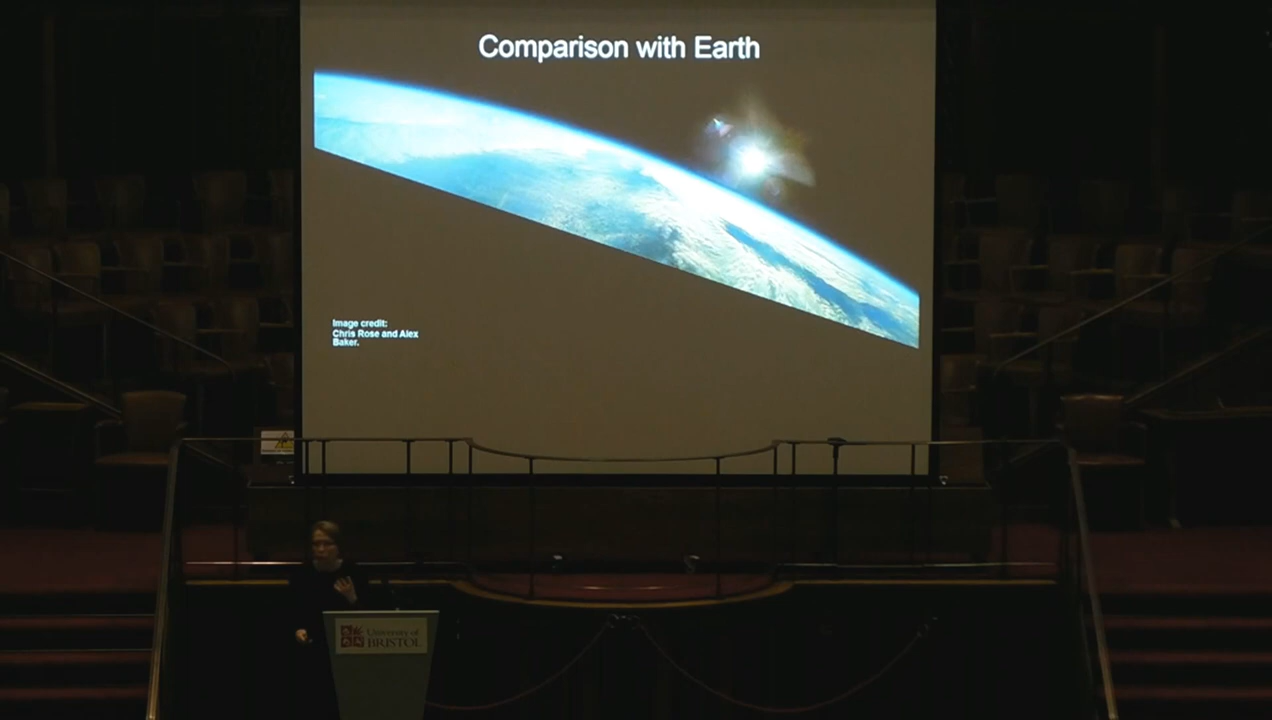 Comparison with Earth
Image credit:
Chris Rose and Alex
Baker.
University of
BRISTOL